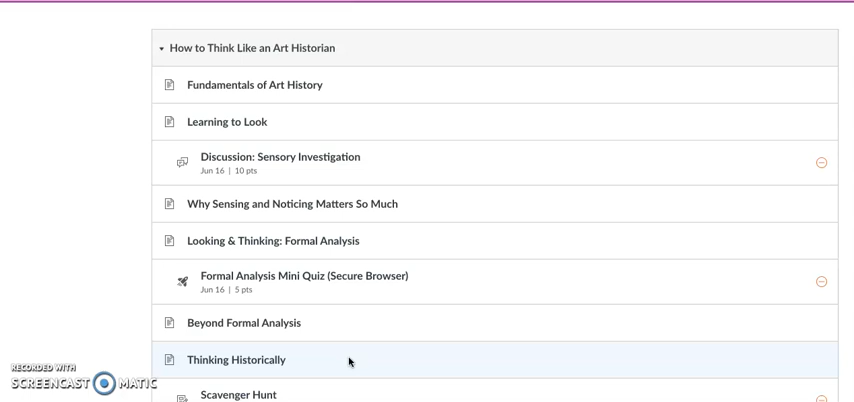 How to Think Like an Art Historian
Fundamentals of Art History
Learning to Look
Discussion: Sensory Investigation
Jun 16 | 10 pts
Why Sensing and Noticing Matters So Much
Looking & Thinking: Formal Analysis
Formal Analysis Mini Quiz (Secure Browser)
Jun 16 | 5 pts
Beyond Formal Analysis
Thinking Historically
Scavenger Hunt
RECORDED WITH
SCREENCAST MATIC